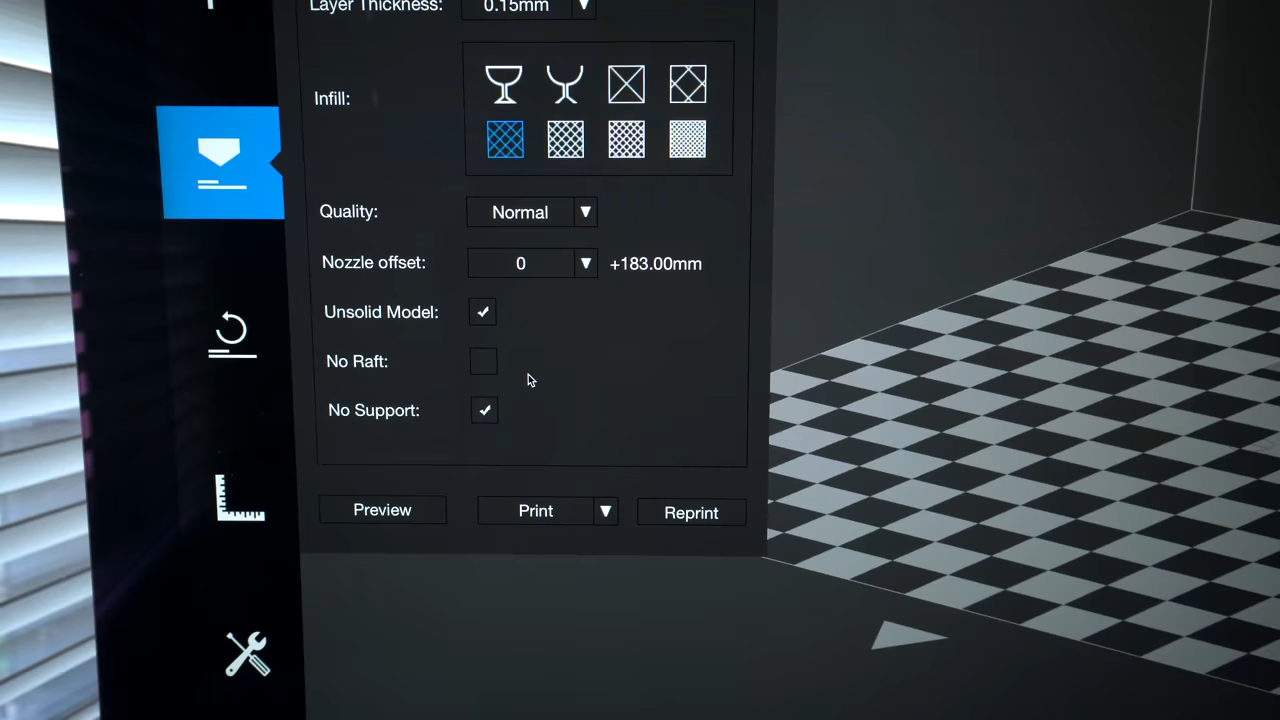 Layer Thickness: 0.15mm
Infill:
Quality: Normal
Nozzle offset: 0 +183.00mm
Unsolid Model:
No Raft:
No Support:
Preview Print Reprint